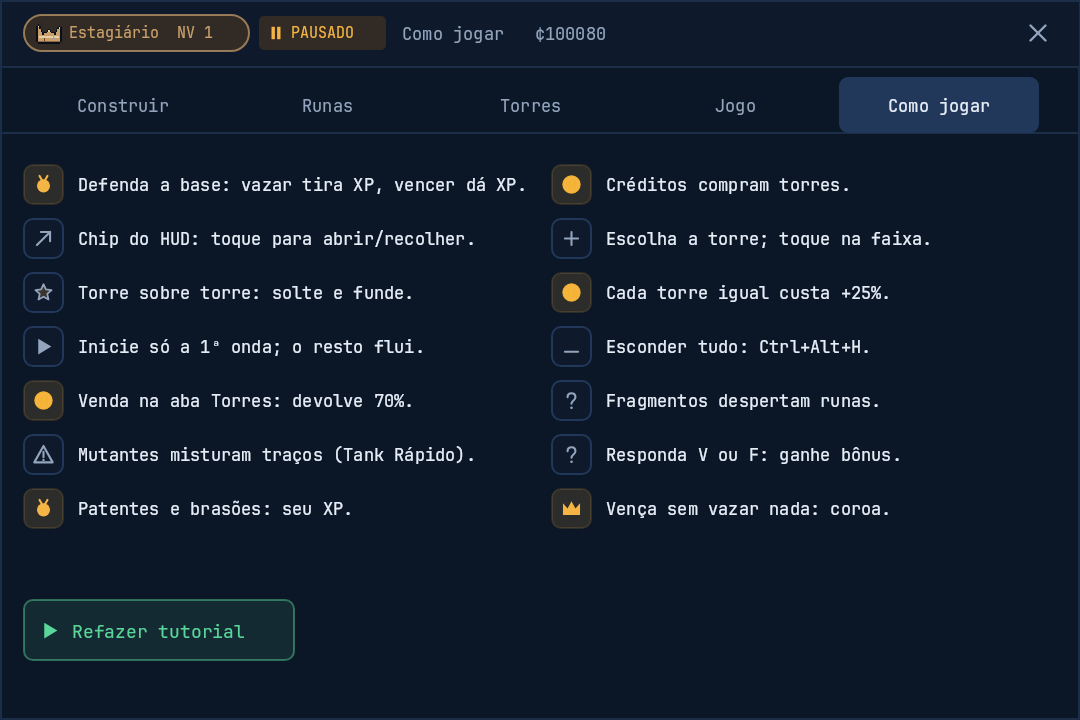 Estagiário NV 1 PAUSADO Como jogar ₵100080
Construir Runas Torres Jogo Como jogar
Defenda a base: vazar tira XP, vencer dá XP.
Créditos compram torres.
Chip do HUD: toque para abrir/recolher.
Escolha a torre; toque na faixa.
Torre sobre torre: solte e funde.
Cada torre igual custa +25%.
Inicie só a 1ª onda; o resto flui.
Esconder tudo: Ctrl+Alt+H.
Venda na aba Torres: devolve 70%.
Fragmentos despertam runas.
Mutantes misturam traços (Tank Rápido).
Responda V ou F: ganhe bônus.
Patentes e brasões: seu XP.
Vença sem vazar nada: coroa.
Refazer tutorial